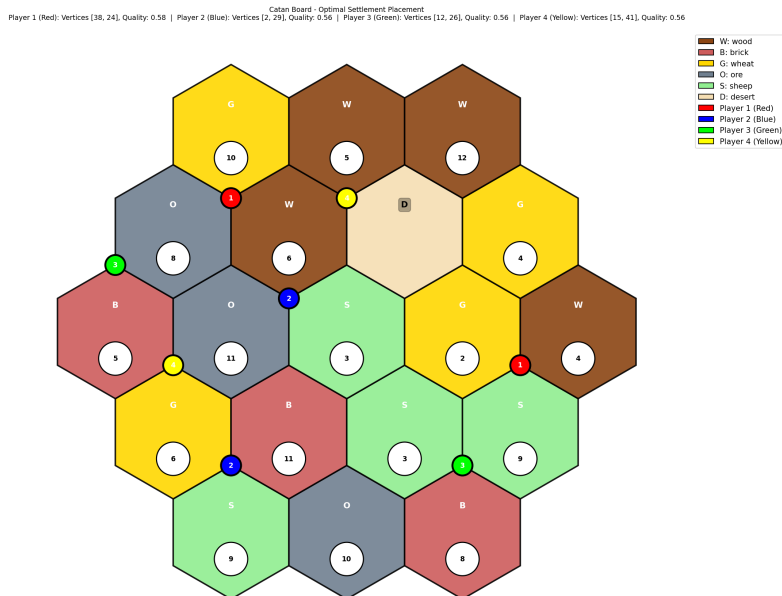 Catan Board - Optimal Settlement Placement
Player 1 (Red): Vertices [38, 24], Quality: 0.58 | Player 2 (Blue): Vertices [2, 29], Quality: 0.56 | Player 3 (Green): Vertices [12, 26], Quality: 0.56 | Player 4 (Yellow): Vertices [15, 41], Quality: 0.56
W: wood
B: brick
G: wheat
O: ore
S: sheep
D: desert
Player 1 (Red)
Player 2 (Blue)
Player 3 (Green)
Player 4 (Yellow)
G W W
10 5 12
1
O W D G
8 6 4
3 2
B O S G W
5 11 3 2 4
1
G B S S
6 11 3 9
2 3
S O B
9 10 8